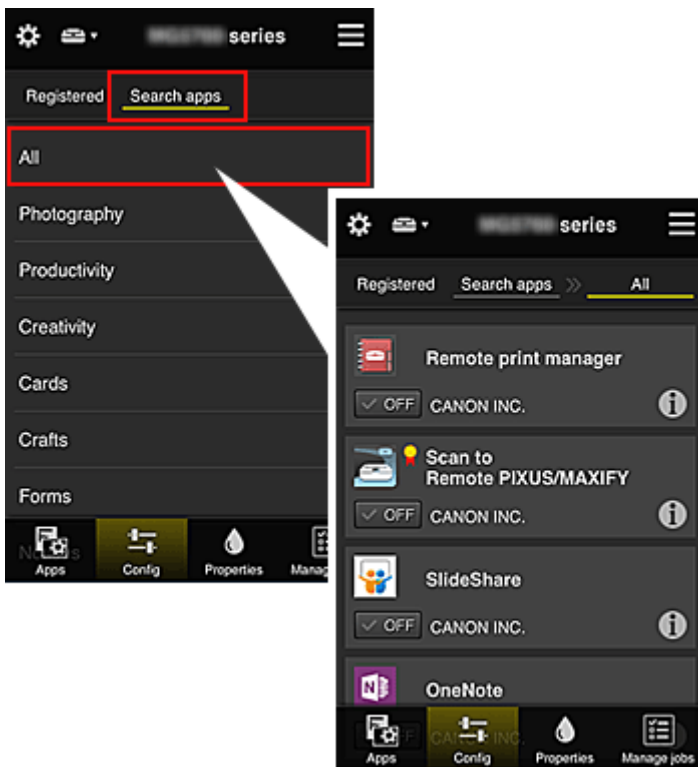 series
Registered Search apps
All
Photography
Productivity
Creativity
Cards
Crafts
Forms
Apps Config Properties
series
Registered Search apps All
Remote print manager
OFF CANON INC.
Scan to
Remote PIXUS/MAXIFY
OFF CANON INC.
SlideShare
OFF CANON INC.
OneNote
Apps Config Properties Manage jobs